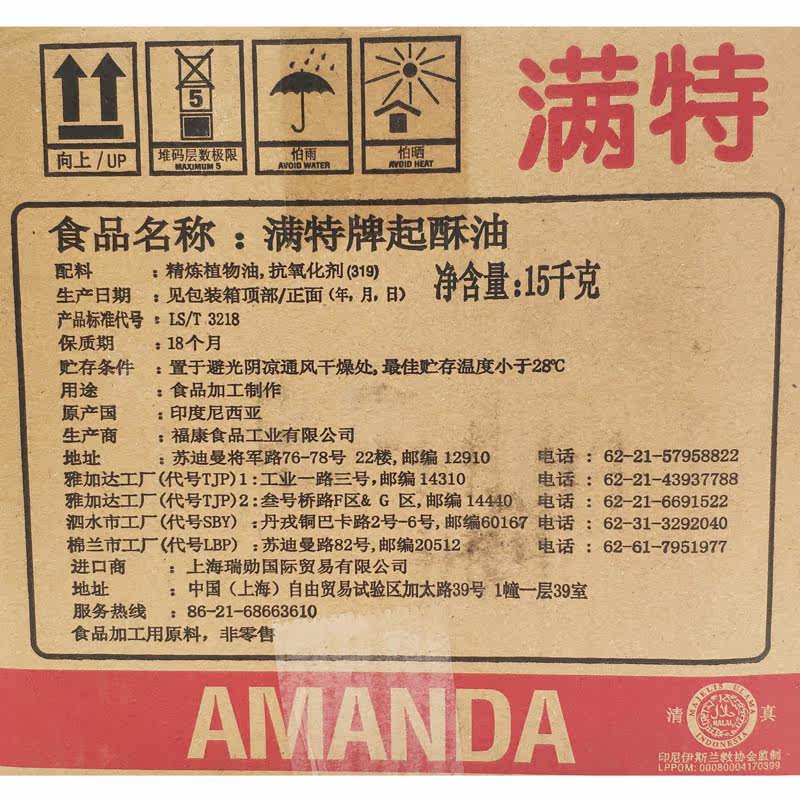 向上/UP
5
堆码层数极限
MAXIMUM 5
怕雨
AVOID WATER
怕晒
AVOID HEAT
满特
食品名称：满特牌起酥油
配料：精炼植物油,抗氧化剂(319)
净含量:15千克
生产日期：见包装箱顶部/正面(年,月,日)
产品标准代号：LS/T 3218
保质期：18个月
贮存条件：置于避光阴凉通风干燥处,最佳贮存温度小于28℃
用途：食品加工制作
原产国：印度尼西亚
生产商：福康食品工业有限公司
地址：苏迪曼将军路76-78号 22楼,邮编 12910 电话：62-21-57958822
雅加达工厂(代号TJP)1:工业一路三号,邮编 14310 电话：62-21-43937788
雅加达工厂(代号TJP)2:叁号桥路F区& G 区,邮编 14440 电话：62-21-6691522
泗水市工厂(代号SBY)：丹戎铜巴卡路2号-6号,邮编60167 电话：62-31-3292040
棉兰市工厂(代号LBP)：苏迪曼路82号,邮编20512 电话：62-61-7951977
进口商：上海瑞勋国际贸易有限公司
地址：中国（上海）自由贸易试验区加太路39号 1幢一层39室
服务热线：86-21-68663610
食品加工用原料，非零售
AMANDA
清真
MAJELIS ULAMA
HALAL
INDONESIA
印尼伊斯兰教协会监制
LPPOM: 00080004170399